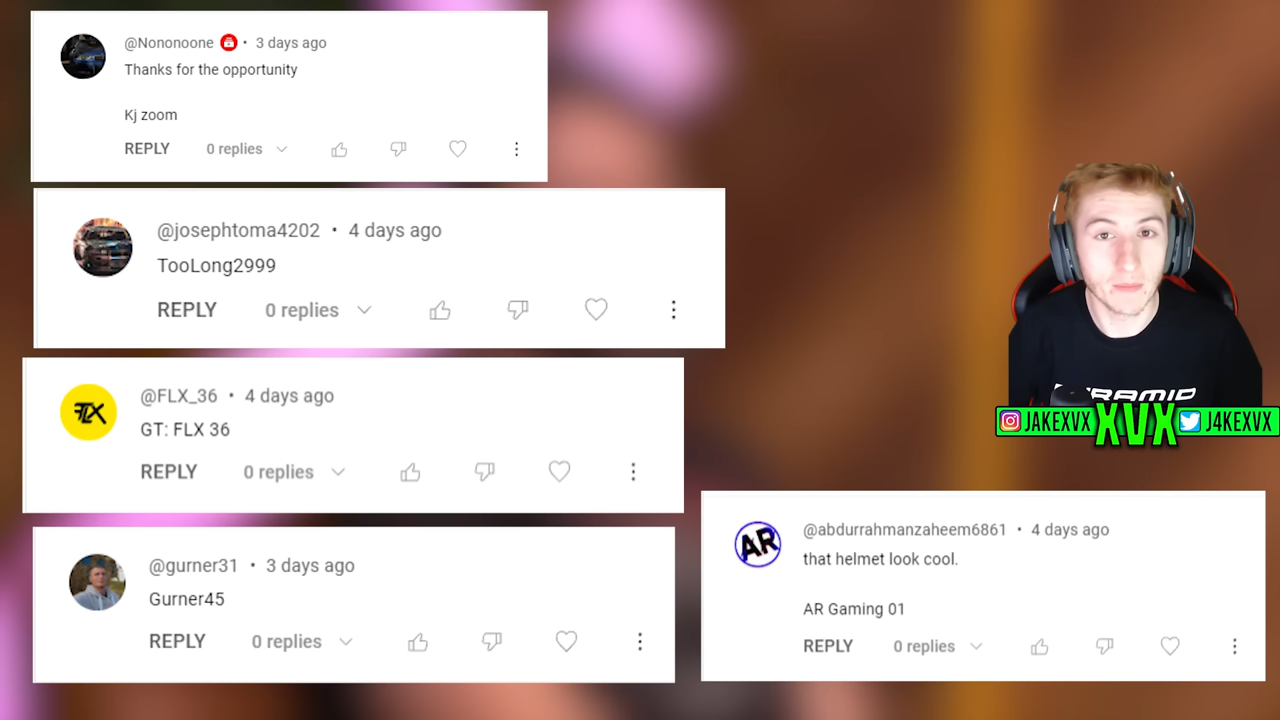 @Nononoone • 3 days ago
Thanks for the opportunity
Kj zoom
REPLY 0 replies
@josephtoma4202 • 4 days ago
TooLong2999
REPLY 0 replies
FLX
@FLX_36 • 4 days ago
GT: FLX 36
REPLY 0 replies
@gurner31 • 3 days ago
Gurner45
REPLY 0 replies
JAKEXVX XVX J4KEXVX
AR
@abdurrahmanzaheem6861 • 4 days ago
that helmet look cool.
AR Gaming 01
REPLY 0 replies